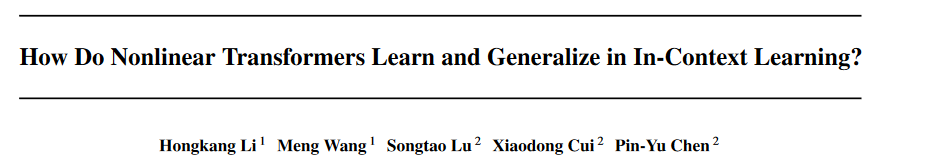 How Do Nonlinear Transformers Learn and Generalize in In-Context Learning?
Hongkang Li 1 Meng Wang 1 Songtao Lu 2 Xiaodong Cui 2 Pin-Yu Chen 2